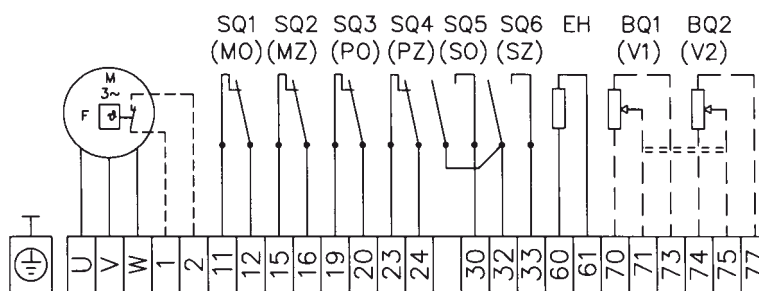 SQ1 SQ2 SQ3 SQ4 SQ5 SQ6 EH BQ1 BQ2
(MO) (MZ) (PO) (PZ) (SO) (SZ) (V1) (V2)
M
3~
F ϑ
U V W 1 2 11 12 15 16 19 20 23 24 30 32 33 60 61 70 71 73 74 75 77